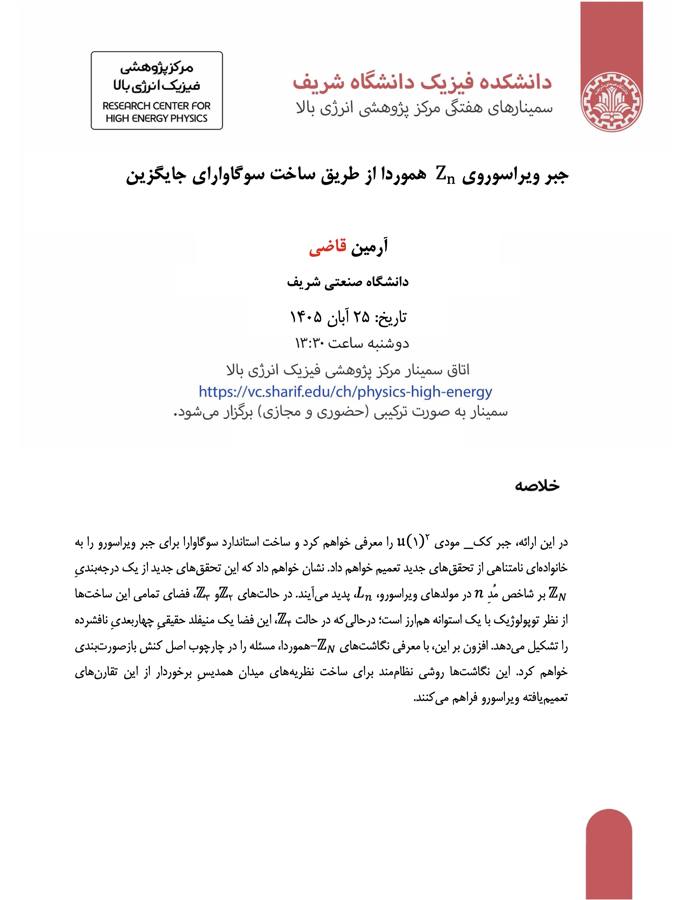 مرکز پژوهشی
فیزیک انرژی بالا
RESEARCH CENTER FOR
HIGH ENERGY PHYSICS
دانشکده فیزیک دانشگاه شریف
سمینارهای هفتگی مرکز پژوهشی انرژی بالا
جبر ویراسوروی Zn هموردا از طریق ساخت سوگاوارای جایگزین
آرمین قاضی
دانشگاه صنعتی شریف
تاریخ: ۲۵ آبان ۱۴۰۵
دوشنبه ساعت ۱۳:۳۰
اتاق سمینار مرکز پژوهشی فیزیک انرژی بالا
https://vc.sharif.edu/ch/physics-high-energy
سمینار به صورت ترکیبی (حضوری و مجازی) برگزار می‌شود.
خلاصه
در این ارائه، جبر کک_ مودی u(۱)^۲ را معرفی خواهم کرد و ساخت استاندارد سوگاوارا برای جبر ویراسورو را به
خانواده‌ای نامتناهی از تحقق‌های جدید تعمیم خواهم داد. نشان خواهم داد که این تحقق‌های جدید از یک درجه‌بندیِ
ℤN بر شاخص مُدِ n در مولدهای ویراسورو، Ln، پدید می‌آیند. در حالت‌های ℤ۲و ℤ۳، فضای تمامی این ساخت‌ها
از نظر توپولوژیک با یک استوانه هم‌ارز است؛ درحالی‌که در حالت ℤ۴، این فضا یک منیفلد حقیقیِ چهاربعدیِ نافشرده
را تشکیل می‌دهد. افزون بر این، با معرفی نگاشت‌های ℤN-هموردا، مسئله را در چارچوب اصل کنش بازصورت‌بندی
خواهم کرد. این نگاشت‌ها روشی نظام‌مند برای ساخت نظریه‌های میدان همدیسِ برخوردار از این تقارن‌های
تعمیم‌یافته ویراسورو فراهم می‌کنند.